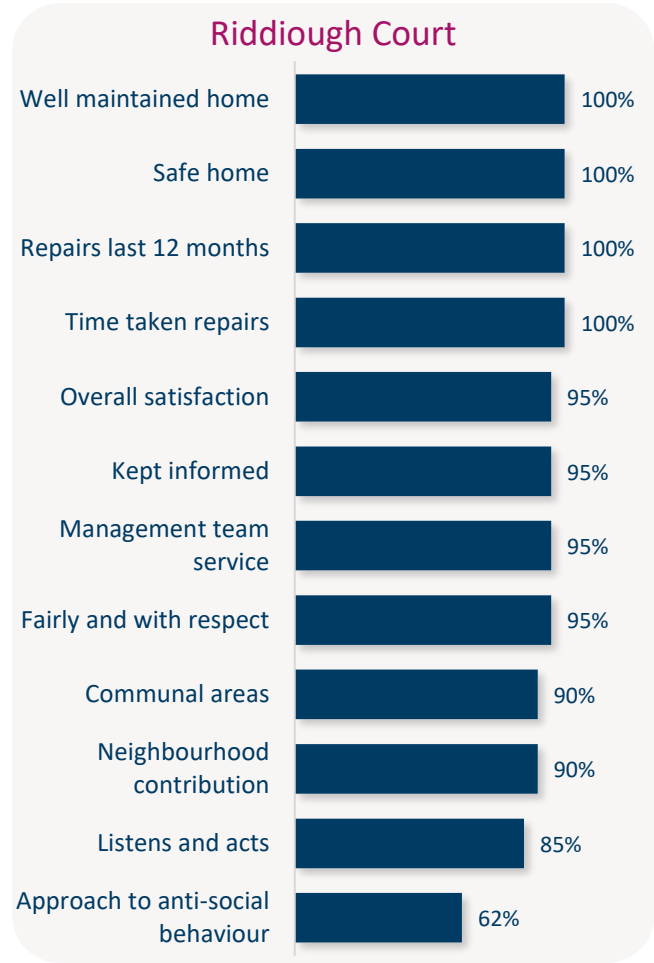 Riddiough Court
Well maintained home 100%
Safe home 100%
Repairs last 12 months 100%
Time taken repairs 100%
Overall satisfaction 95%
Kept informed 95%
Management team
service 95%
Fairly and with respect 95%
Communal areas 90%
Neighbourhood
contribution 90%
Listens and acts 85%
Approach to anti-social
behaviour 62%